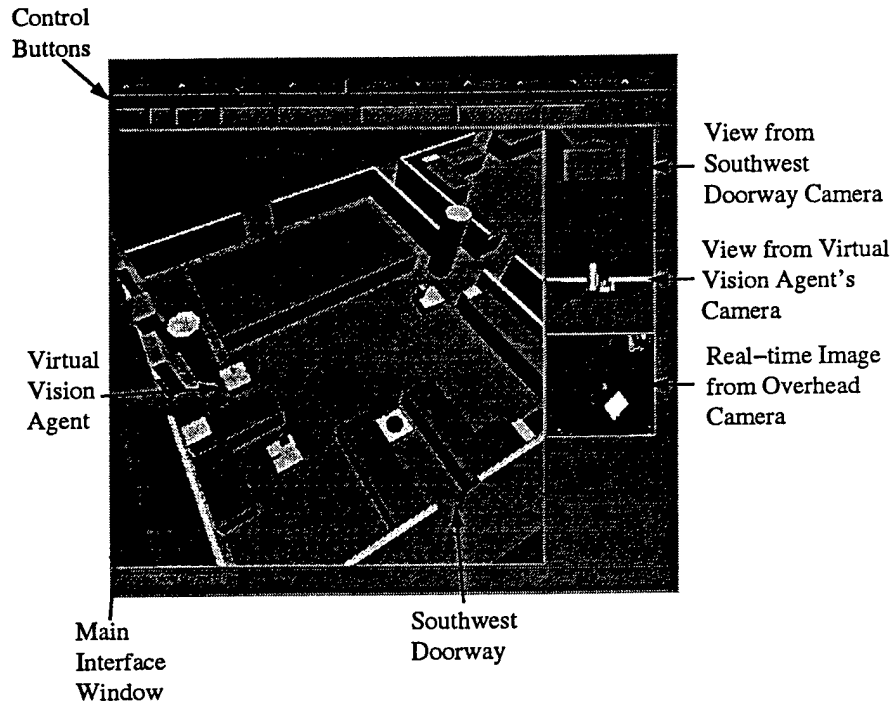 Control
Buttons
View from
Southwest
Doorway Camera
View from Virtual
Vision Agent's
Camera
Real-time Image
from Overhead
Camera
Virtual
Vision
Agent
Southwest
Doorway
Main
Interface
Window